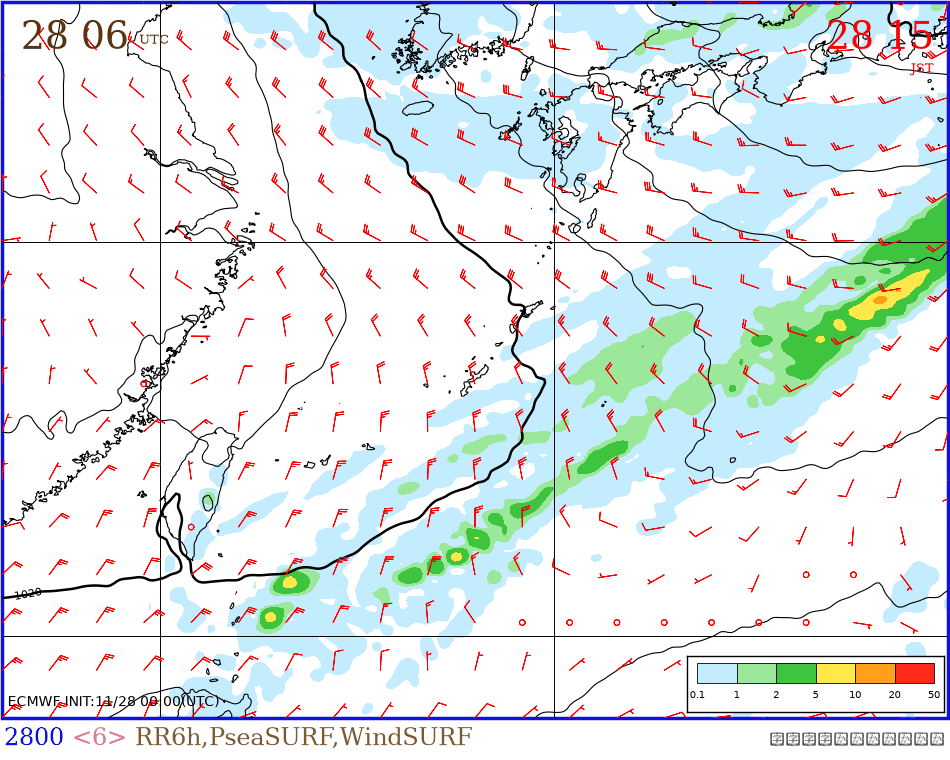 28 06 UTC
28 15 JST
1020
ECMWF INIT:11/28 00:00(UTC)
0.1 1 2 5 10 20 50
2800 <6> RR6h,PseaSURF,WindSURF